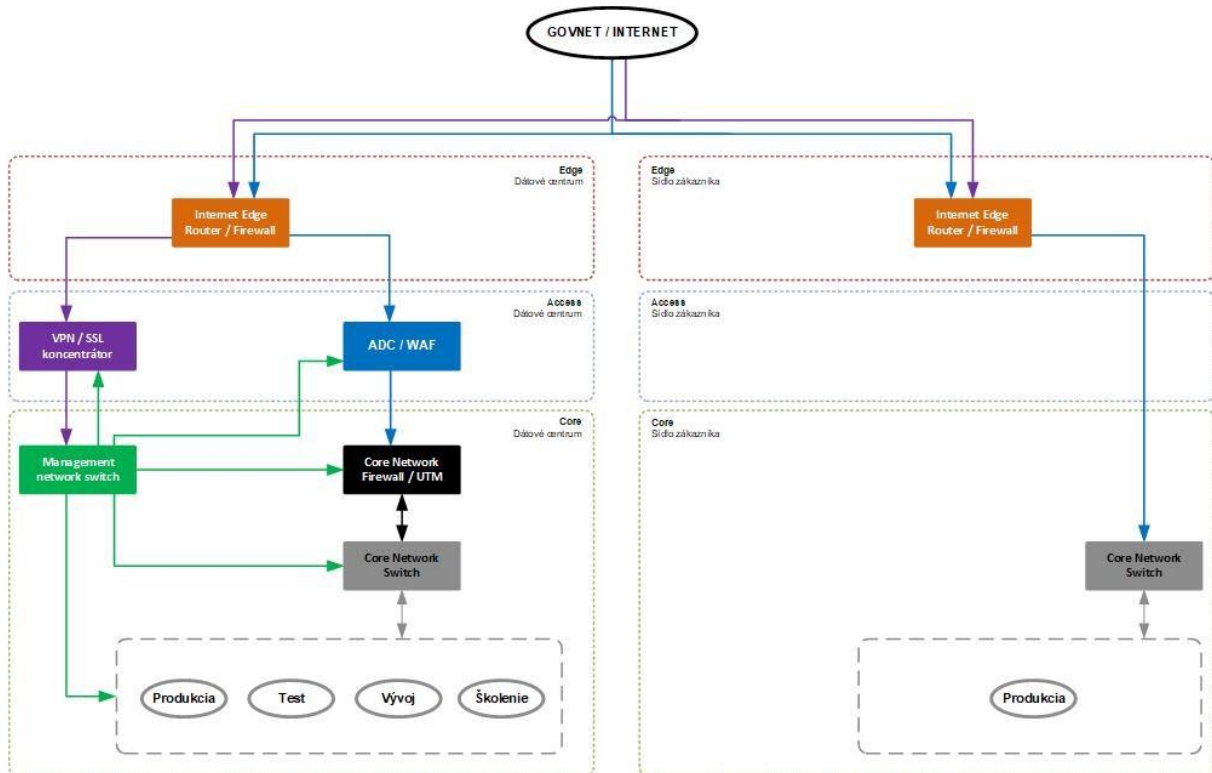 GOVNET / INTERNET
Edge
Dátové centrum
Edge
Sídlo zákazníka
Internet Edge
Router / Firewall
Internet Edge
Router / Firewall
Access
Dátové centrum
Access
Sídlo zákazníka
VPN / SSL
koncentrátor
ADC / WAF
Core
Dátové centrum
Core
Sídlo zákazníka
Management
network switch
Core Network
Firewall / UTM
Core Network
Switch
Core Network
Switch
Produkcia
Test
Vývoj
Školenie
Produkcia